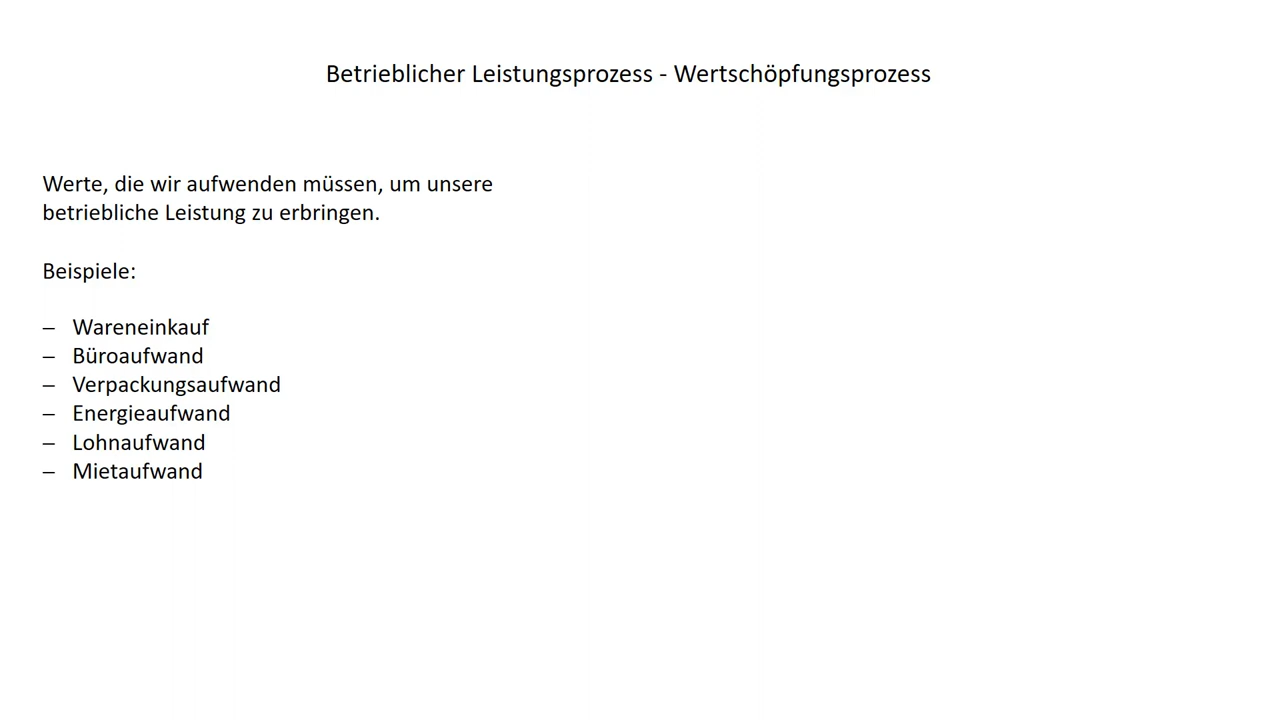 Betrieblicher Leistungsprozess - Wertschöpfungsprozess
Werte, die wir aufwenden müssen, um unsere
betriebliche Leistung zu erbringen.
Beispiele:
– Wareneinkauf
– Büroaufwand
– Verpackungsaufwand
– Energieaufwand
– Lohnaufwand
– Mietaufwand